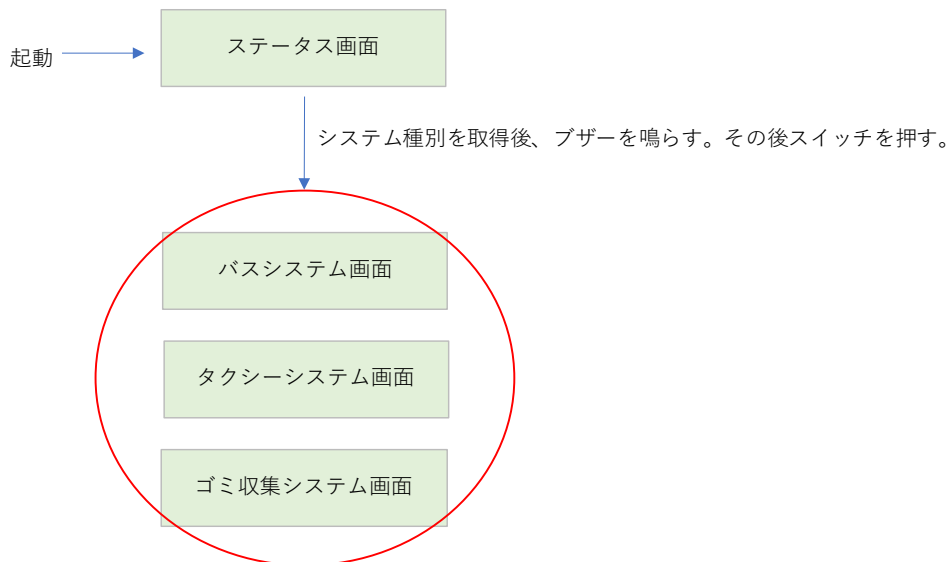 ステータス画面
起動
システム種別を取得後、ブザーを鳴らす。その後スイッチを押す。
バスシステム画面
タクシーシステム画面
ゴミ収集システム画面